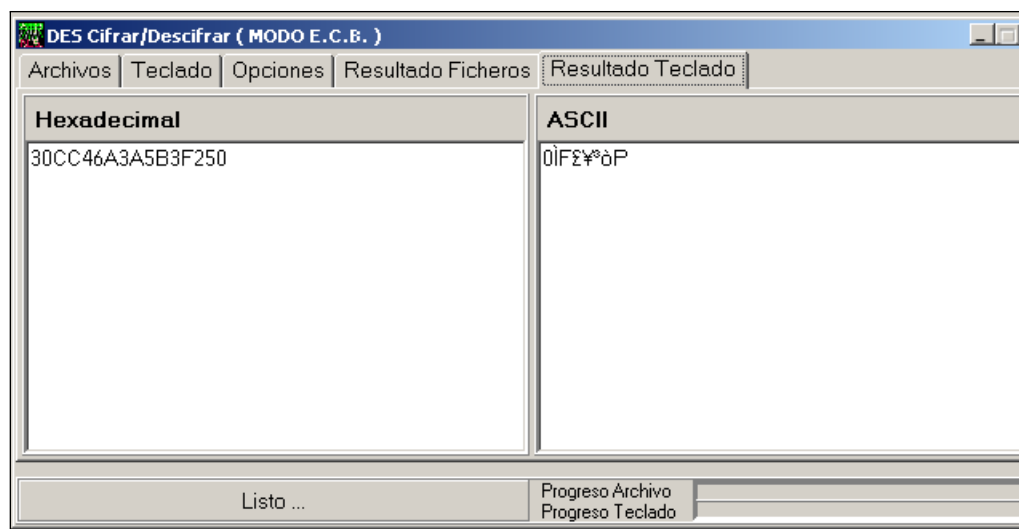 DES Cifrar/Descifrar ( MODO E.C.B. )
Archivos Teclado Opciones Resultado Ficheros Resultado Teclado
Hexadecimal ASCII
30CC46A3A5B3F250 0ÌF£¥³òP
Listo ... Progreso Archivo
Progreso Teclado